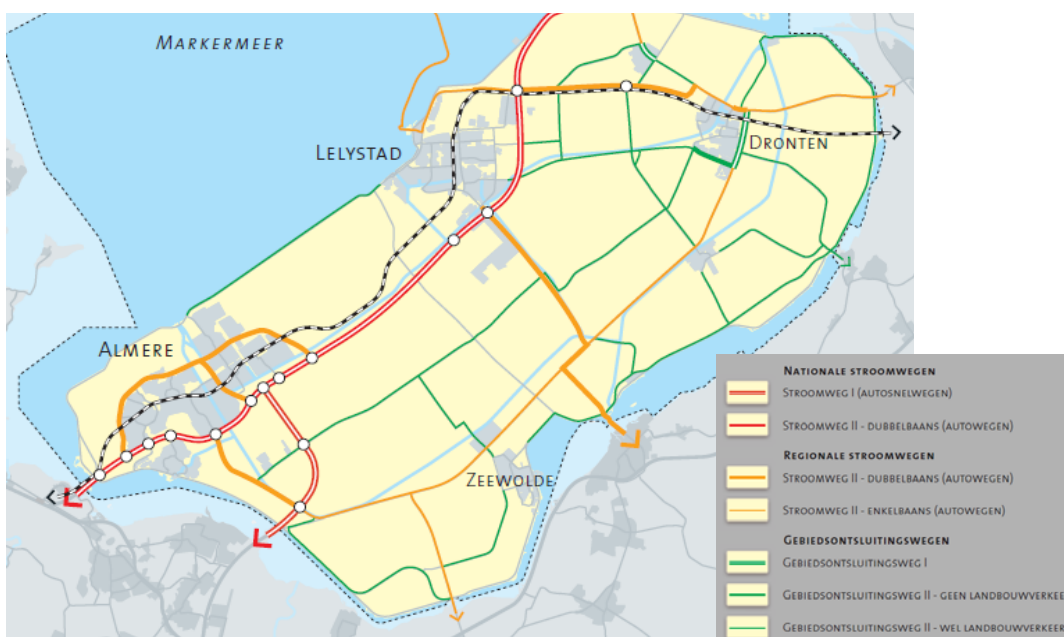 Markermeer
Lelystad
Dronten
Almere
Zeewolde
Nationale stroomwegen
Stroomweg I (autosnelwegen)
Stroomweg II - dubbelbaans (autowegen)
Regionale stroomwegen
Stroomweg II - dubbelbaans (autowegen)
Stroomweg II - enkelbaans (autowegen)
Gebiedsontsluitingswegen
Gebiedsontsluitingsweg I
Gebiedsontsluitingsweg II - geen landbouwverkeer
Gebiedsontsluitingsweg II - wel landbouwverkeer